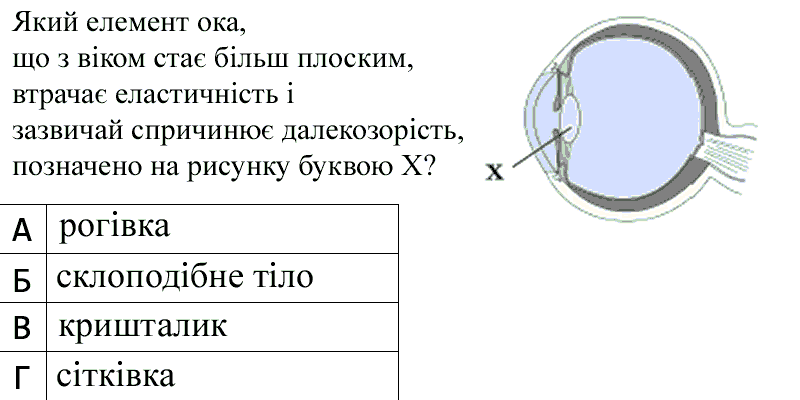 Який елемент ока,
що з віком стає більш плоским,
втрачає еластичність і
зазвичай спричинює далекозорість,
позначено на рисунку буквою Х?
X
А рогівка
Б склоподібне тіло
В кришталик
Г сітківка